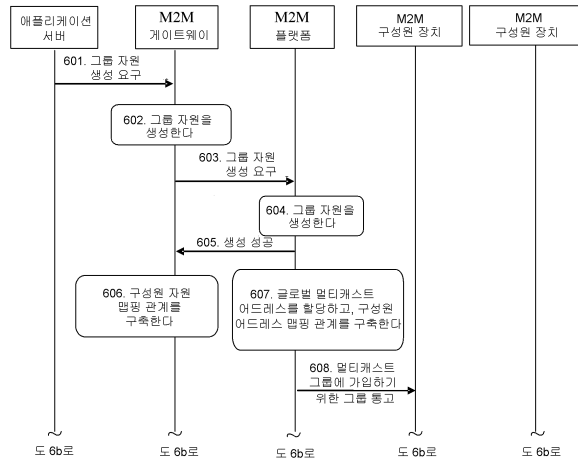 애플리케이션
서버
M2M
게이트웨이
M2M
플랫폼
M2M
구성원 장치
M2M
구성원 장치
601. 그룹 자원
생성 요구
602. 그룹 자원을
생성한다
603. 그룹 자원
생성 요구
604. 그룹 자원을
생성한다
605. 생성 성공
606. 구성원 자원
맵핑 관계를
구축한다
607. 글로벌 멀티캐스트
어드레스를 할당하고, 구성원
어드레스 맵핑 관계를 구축한다
608. 멀티캐스트
그룹에 가입하기
위한 그룹 통고
도 6b로
도 6b로
도 6b로
도 6b로
도 6b로